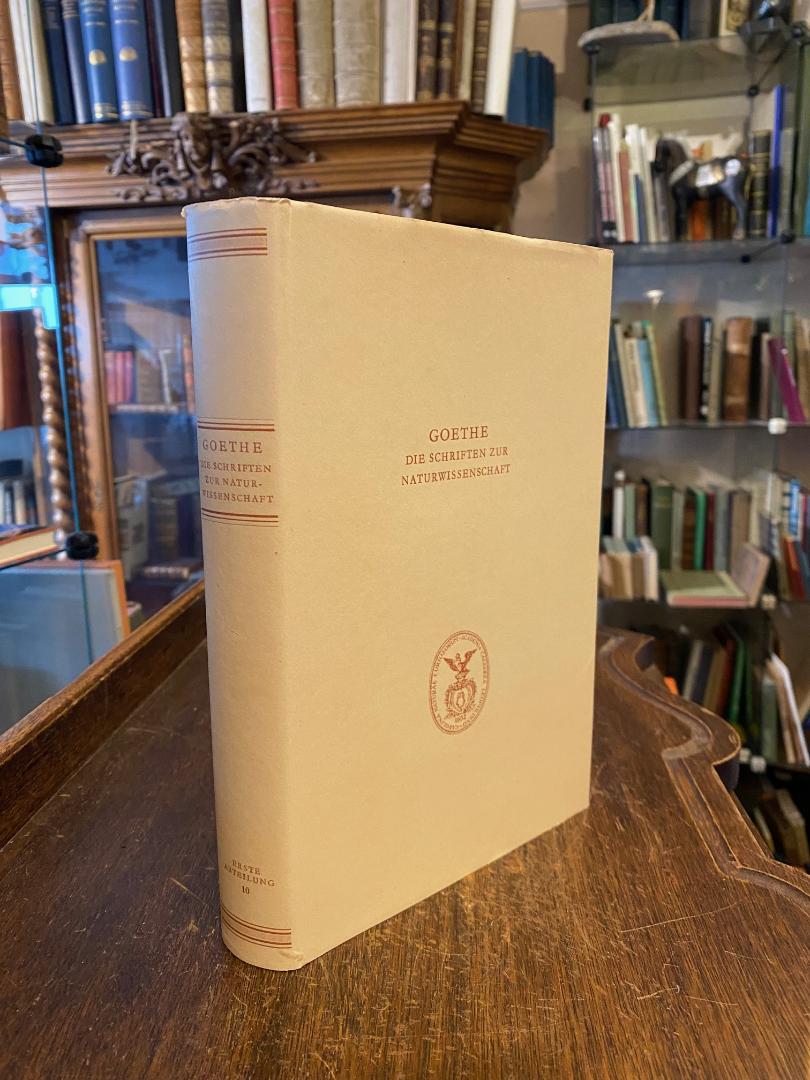 GOETHE
DIE SCHRIFTEN
ZUR NATUR-
WISSENSCHAFT
ERSTE
ABTEILUNG
10
GOETHE
DIE SCHRIFTEN ZUR
NATURWISSENSCHAFT